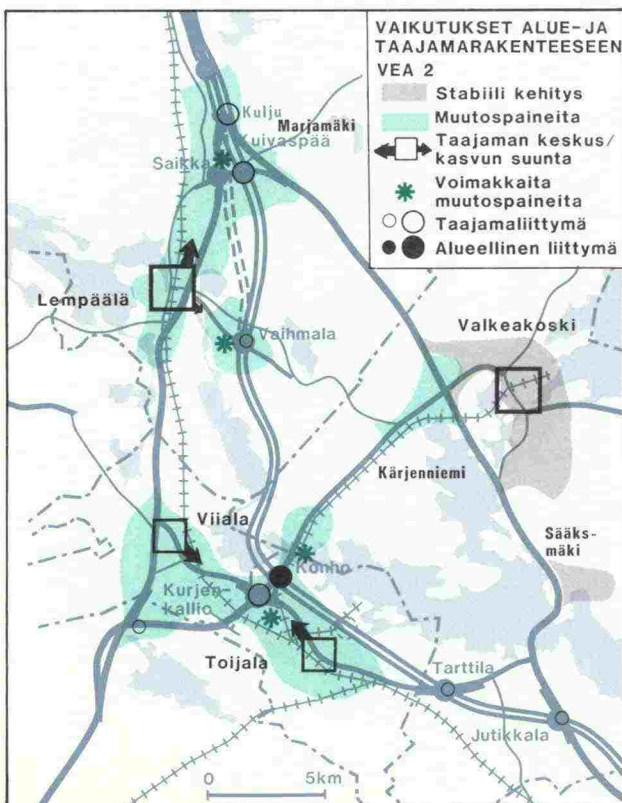 VAIKUTUKSET ALUE-JA
TAAJAMARAKENTEESEEN
VEA 2
Stabiili kehitys
Muutospaineita
Taajaman keskus/
kasvun suunta
Voimakkaita
muutospaineita
Taajamaliittymä
Alueellinen liittymä
Kulju
Marjamäki
Kuivaspää
Saikka
Lempäälä
Vaihmala
Valkeakoski
Kärjenniemi
Viiala
Sääks-
mäki
Konho
Kurjen-
kallio
Toijala
Tarttila
Jutikkala
0 5km